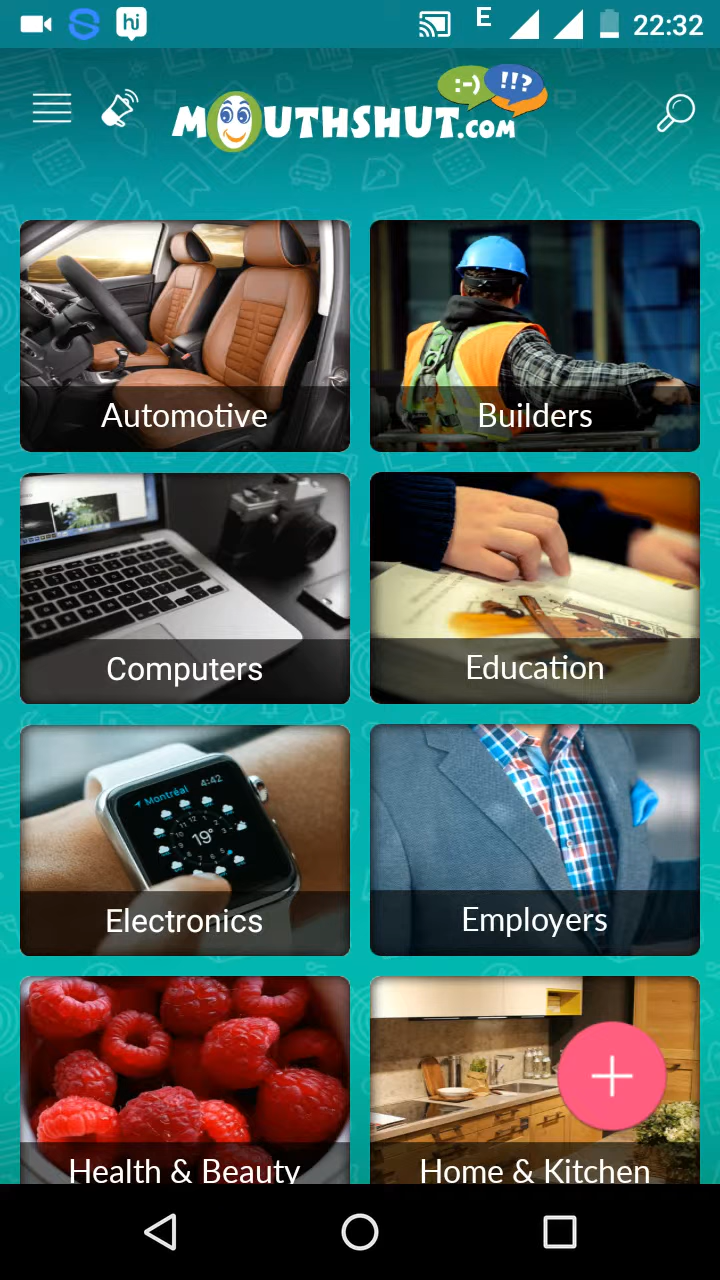 hi
E
22:32
:-) !!?
MOUTHSHUT.COM
Automotive
Builders
Computers
Education
Montréal 4:42
19°
Electronics
Employers
Health & Beauty
Home & Kitchen